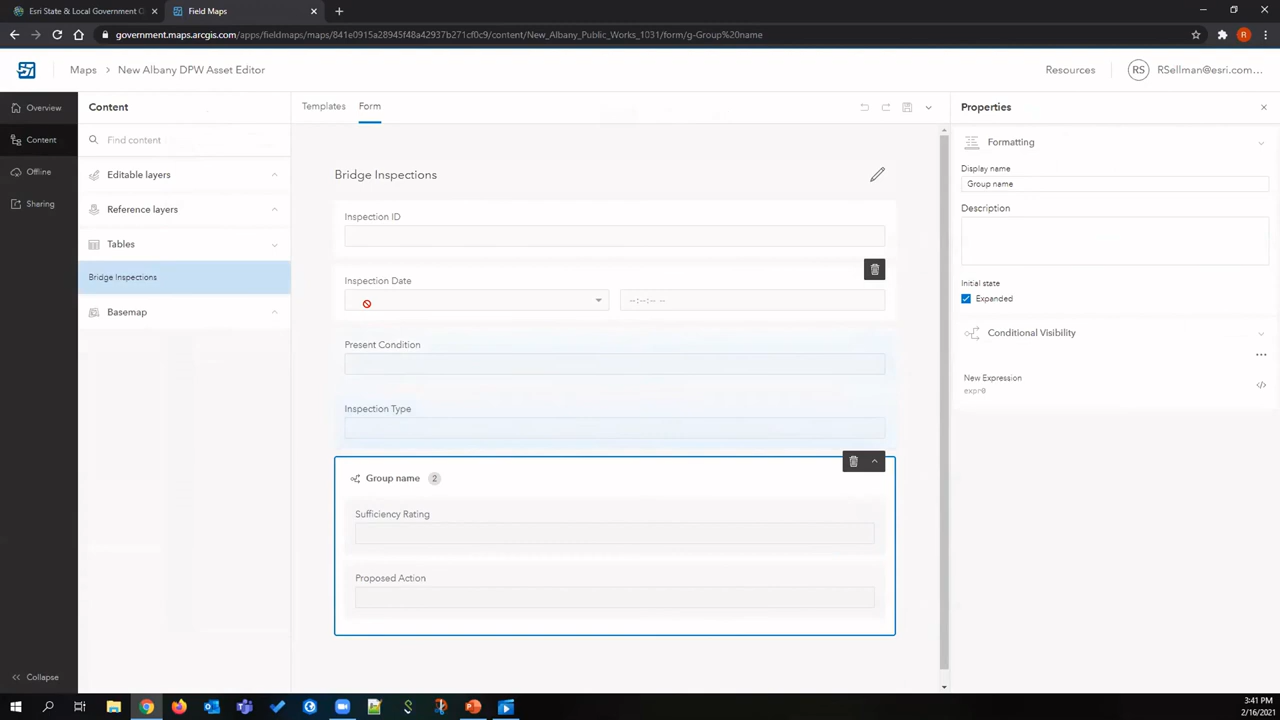 Esri State & Local Government C
Field Maps
government.maps.arcgis.com/apps/fieldmaps/maps/841e0915a28945f48a42937b271cf0c9/content/New_Albany_Public_Works_1031/form/g-Group%20name
R
Maps > New Albany DPW Asset Editor
Resources
RS
RSellman@esri.com...
Overview
Content
Offline
Sharing
Collapse
Content
Find content
Editable layers
Reference layers
Tables
Bridge Inspections
Basemap
Templates
Form
Bridge Inspections
Inspection ID
Inspection Date
--:--:-- --
Present Condition
Inspection Type
Group name 2
Sufficiency Rating
Proposed Action
Properties
Formatting
Display name
Group name
Description
Initial state
Expanded
Conditional Visibility
...
New Expression
expr0
3:41 PM
2/16/2021